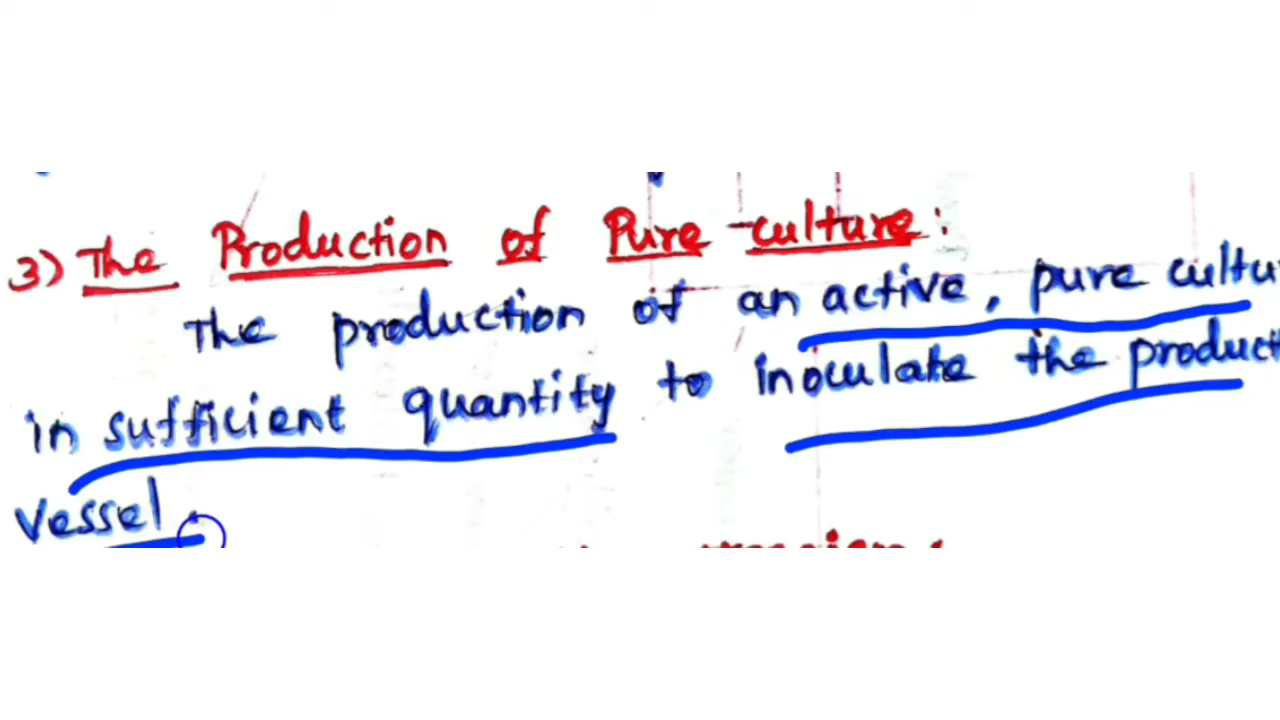 3) The Production of Pure culture:
The production of an active, pure cultu
in sufficient quantity to inoculate the product
vessel.